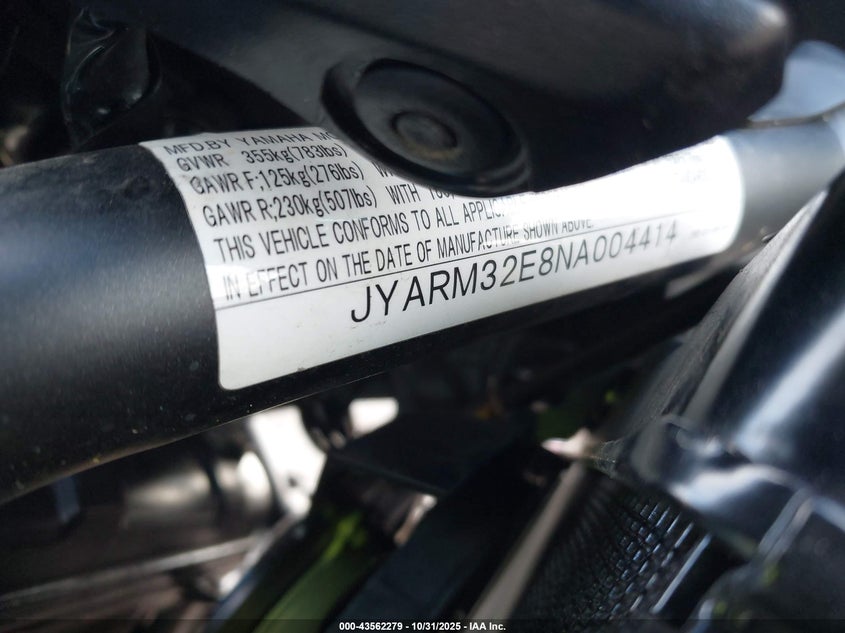 MFD.BY YAMAHA MO
GVWR 355kg(783lbs)
GAWR F;125kg(276lbs)
GAWR R;230kg(507lbs) WITH
THIS VEHICLE CONFORMS TO ALL APPLIC
IN EFFECT ON THE DATE OF MANUFACTURE SHOWN ABOVE.
JYARM32E8NA004414
000-43562279 - 10/31/2025 - IAA Inc.